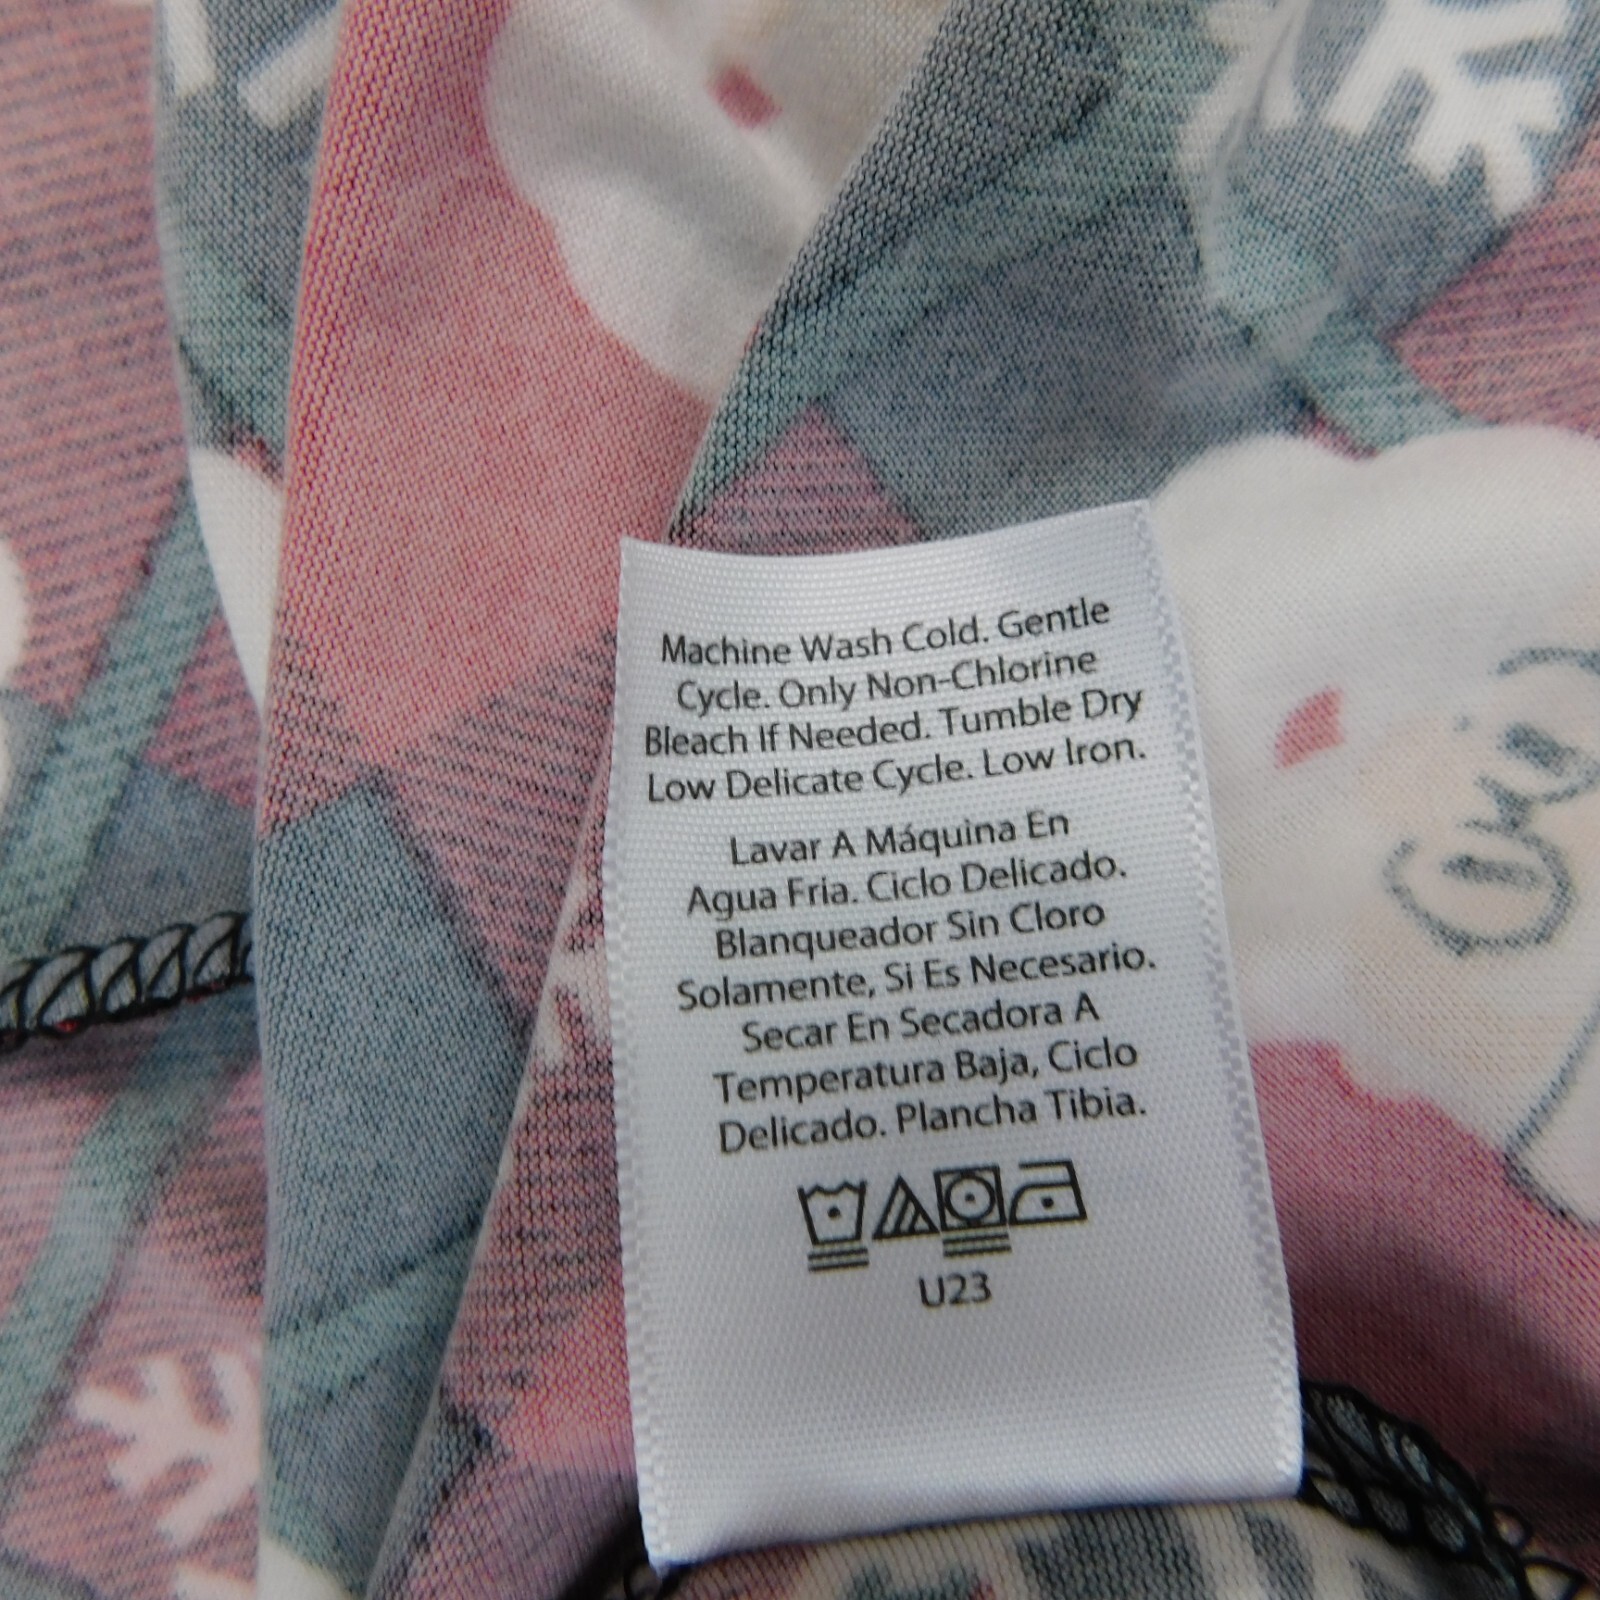 Machine Wash Cold. Gentle
Cycle. Only Non-Chlorine
Bleach If Needed. Tumble Dry
Low Delicate Cycle. Low Iron.
Lavar A Máquina En
Agua Fria. Ciclo Delicado.
Blanqueador Sin Cloro
Solamente, Si Es Necesario.
Secar En Secadora A
Temperatura Baja, Ciclo
Delicado. Plancha Tibia.
U23